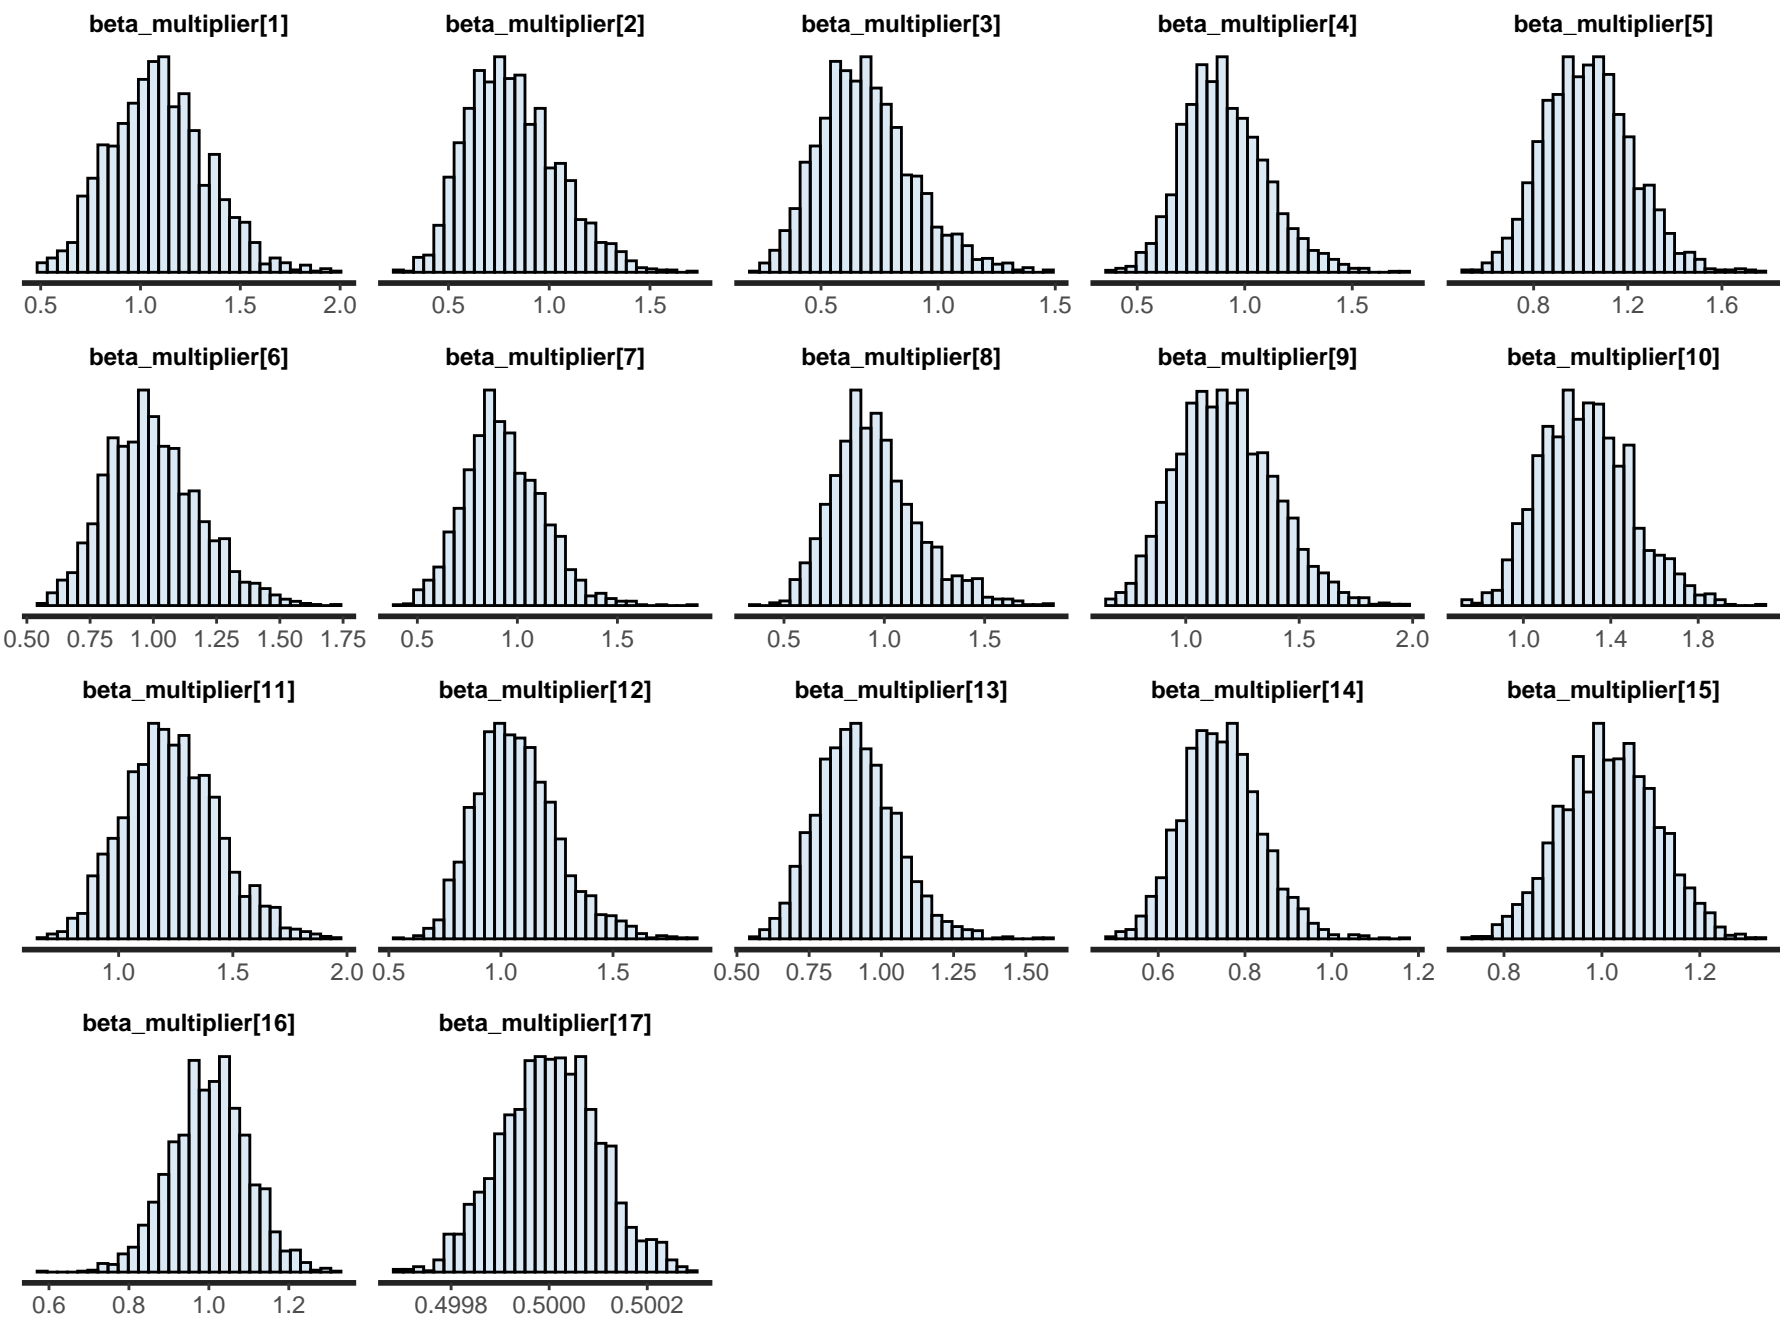 beta_multiplier[1] beta_multiplier[2] beta_multiplier[3] beta_multiplier[4] beta_multiplier[5]
0.5 1.0 1.5 2.0 0.5 1.0 1.5 0.5 1.0 1.5 0.5 1.0 1.5 0.8 1.2 1.6
beta_multiplier[6] beta_multiplier[7] beta_multiplier[8] beta_multiplier[9] beta_multiplier[10]
0.50 0.75 1.00 1.25 1.50 1.75 0.5 1.0 1.5 0.5 1.0 1.5 1.0 1.5 2.0 1.0 1.4 1.8
beta_multiplier[11] beta_multiplier[12] beta_multiplier[13] beta_multiplier[14] beta_multiplier[15]
1.0 1.5 2.0 0.5 1.0 1.5 0.50 0.75 1.00 1.25 1.50 0.6 0.8 1.0 1.2 0.8 1.0 1.2
beta_multiplier[16] beta_multiplier[17]
0.6 0.8 1.0 1.2 0.4998 0.5000 0.5002